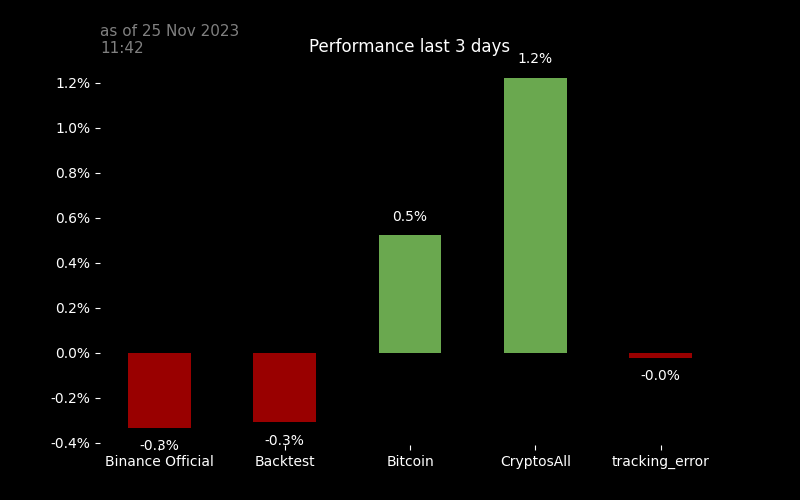 as of 25 Nov 2023
11:42
Performance last 3 days
1.2%
1.2%
1.0%
0.8%
0.6%
0.5%
0.4%
0.2%
0.0%
-0.2%
-0.4%
-0.3%
-0.3%
-0.0%
Binance Official
Backtest
Bitcoin
CryptosAll
tracking_error